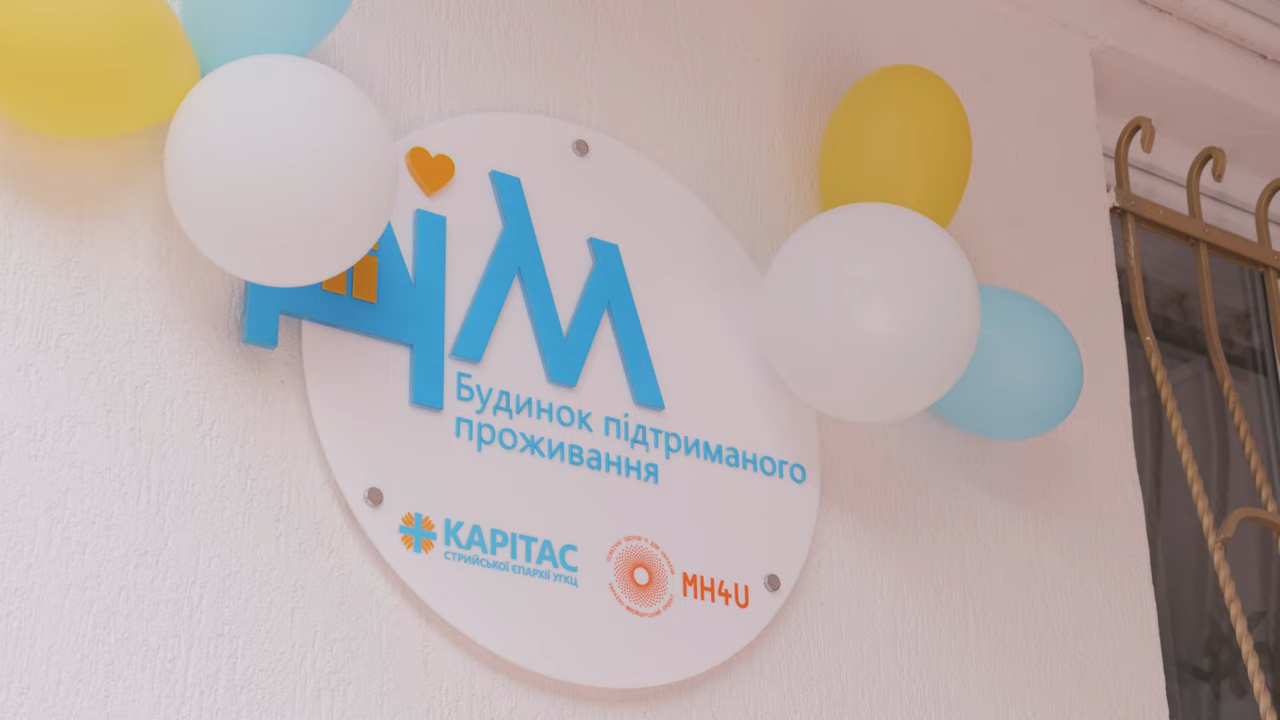 ДІМ
Будинок підтриманого
проживання
КАРІТАС
СТРИЙСЬКОЇ ЄПАРХІЇ УГКЦ
MH4U